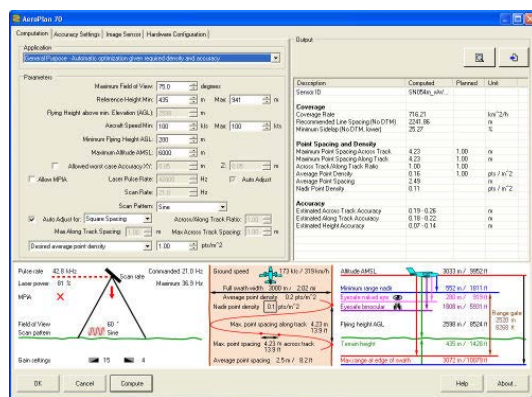 AeroPlan 70
Computation
Accuracy Settings
Image Sensor
Hardware Configuration
Application
General Purpose - Automatic optimization given required density and accuracy
Parameters
Maximum Field of View: 75.0 degrees
Reference Height Min: 435 m Max: 941 m
Flying Height above min. Elevation (AGL): m
Aircraft Speed Min: 100 kts Max: 100 kts
Minimum Flying Height AGL: 200 m
Maximum Altitude AMSL: 6000 m
Allowed worst case Accuracy XY: m Z: m
Allow MPiA Laser Pulse Rate: Hz Auto Adjust
Scan Rate: Hz
Scan Pattern: Sine
Auto Adjust for: Square Spacing Across/Along Track Ratio: 1.00
Max Along Track Spacing: 1.00 m Max Across Track Spacing: 1.00 m
Desired average point density 1.00 pts/m^2
Output
Description Computed Planned Unit
Sensor ID
Coverage
Coverage Rate 716.21 km^2/h
Recommended Line Spacing (No DTM) 2241.86 m
Minimum Sidelap (No DTM, lower) 25.27 %
Point Spacing and Density
Maximum Point Spacing Across Track 4.23 1.00 m
Maximum Point Spacing Along Track 4.23 1.00 m
Across Track/Along Track Ratio 1.00 1.00
Average Point Density 0.16 1.00 pts / m^2
Average Point Spacing 2.49 m
Nadir Point Density 0.11 pts / m^2
Accuracy
Estimated Across Track Accuracy 0.19 - 0.26 m
Estimated Along Track Accuracy 0.18 - 0.22 m
Estimated Height Accuracy 0.07 - 0.14 m
Pulse rate 42.8 kHz
Laser power 81 %
MPiA
Scan rate
Commanded 21.0 Hz
Maximum 36.9 Hz
Field of View 60 °
Scan pattern Sine
Gain settings 15 4
Ground speed 173 kts / 319km/h
Full swath width 3000 m / 2.02 mi
Average point density 0.2 pts/m^2
Nadir point density 0.1 pts/m^2
Max. point spacing along track 4.23 m
13.9 ft
Max. point spacing 4.23 m across track
13.9 ft
Average point spacing 2.5 m / 8.2 ft
Altitude AMSL 3033 m / 9952 ft
Minimum range nadir 552 m / 1811 ft
Eyesafe naked eye 280 m / 919 ft
Eyesafe binocular
Range gate
2520 m
8268 ft
Flying height AGL 2598 m / 8524 ft
Terrain height 435 m / 1428 ft
Max range at edge of swath 3072 m / 10079 ft
OK
Cancel
Compute
Help
About...